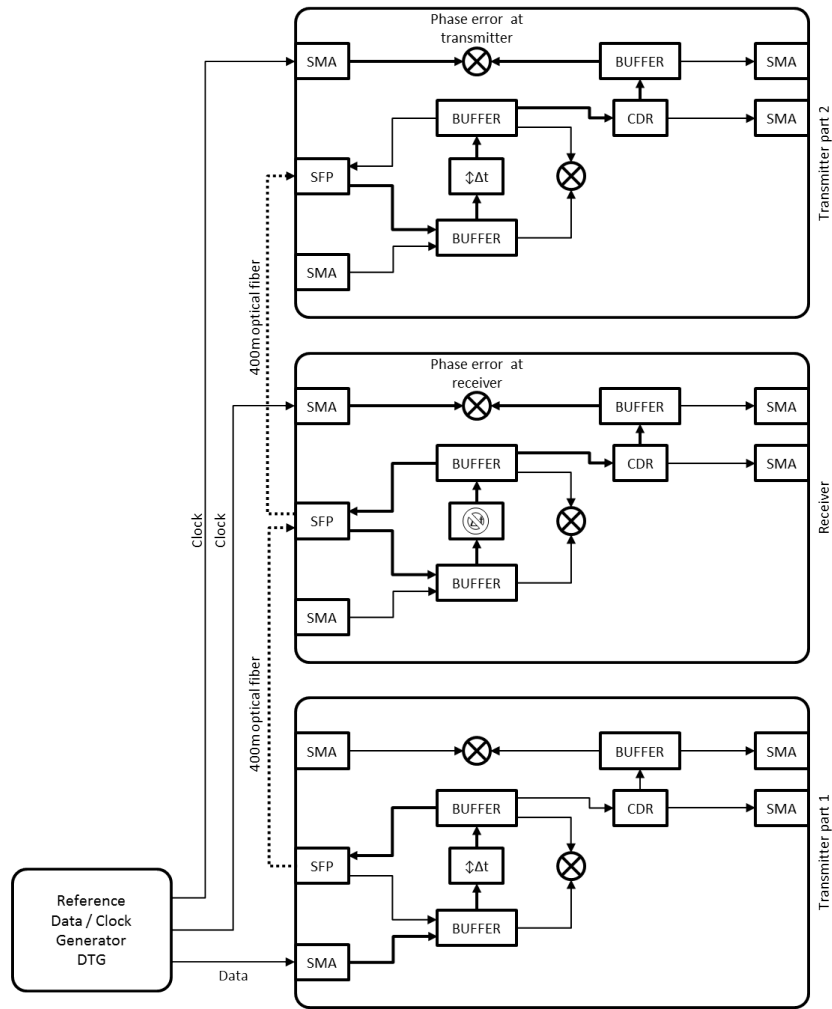 Phase error at
transmitter
SMA
BUFFER
SMA
BUFFER
CDR
SMA
SFP
↕Δt
BUFFER
SMA
Transmitter part 2
400m optical fiber
Phase error at
receiver
SMA
BUFFER
SMA
BUFFER
CDR
SMA
SFP
BUFFER
SMA
Receiver
Clock
Clock
400m optical fiber
SMA
BUFFER
SMA
BUFFER
CDR
SMA
SFP
↕Δt
BUFFER
SMA
Transmitter part 1
Reference
Data / Clock
Generator
DTG
Data